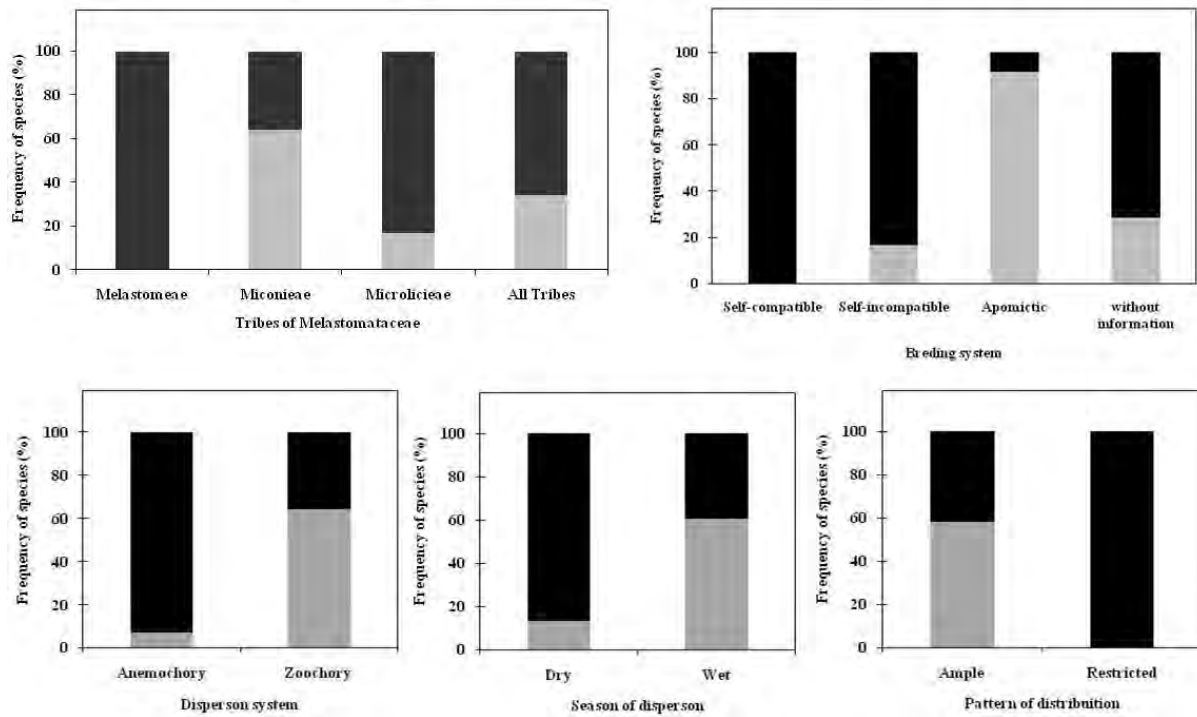 Frequency of species (%)
100
80
60
40
20
0
Melastomeae Miconieae Microlicieae All Tribes
Tribes of Melastomataceae
Frequency of species (%)
100
80
60
40
20
0
Self-compatible Self-incompatible Apomictic without
information
Breding system
Frequency of species (%)
100
80
60
40
20
0
Anemochory Zoochory
Disperson system
Frequency of species (%)
100
80
60
40
20
0
Dry Wet
Season of disperson
Frequency of species (%)
100
80
60
40
20
0
Ample Restricted
Pattern of distribuition